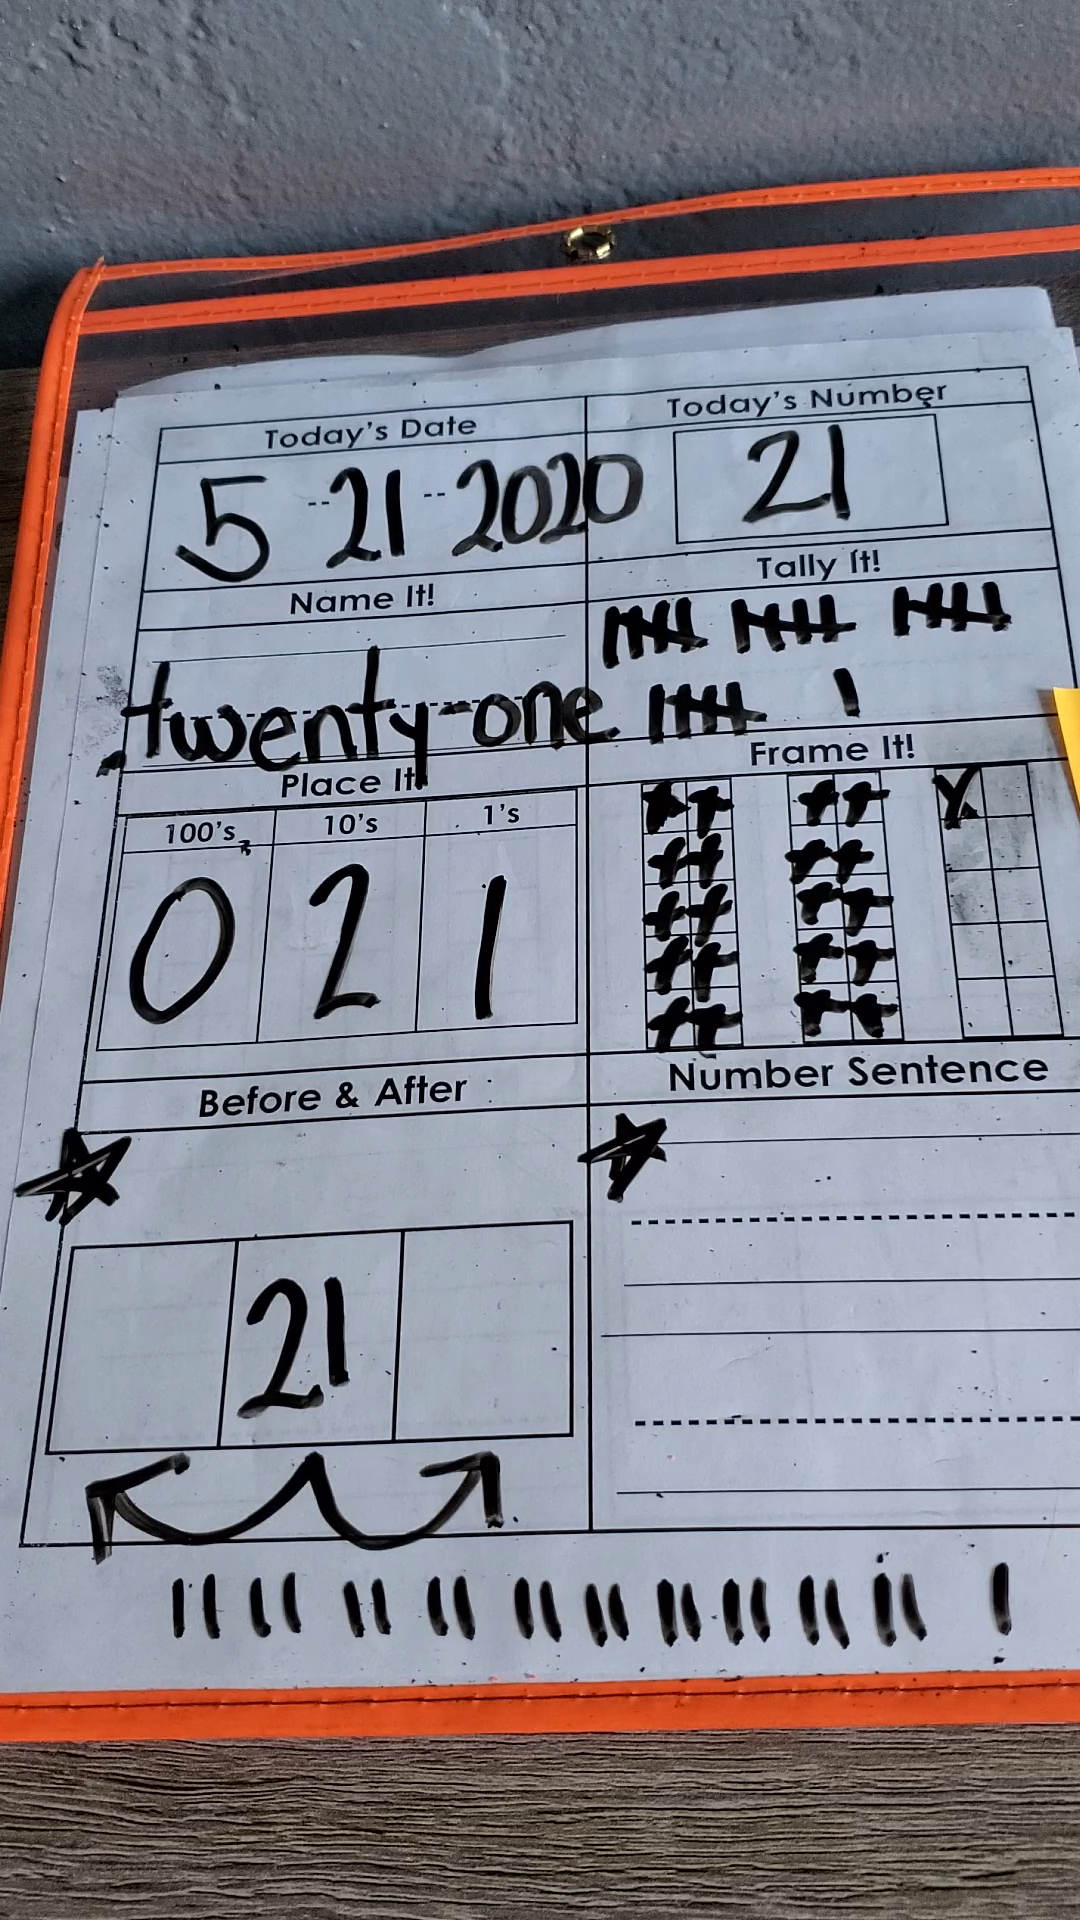 Today's Date
5 -- 21 -- 2020
Today's Number
21
Name It!
twenty-one
Tally It!
Place It!
100's
10's
1's
0
2
1
Frame It!
Before & After
21
Number Sentence